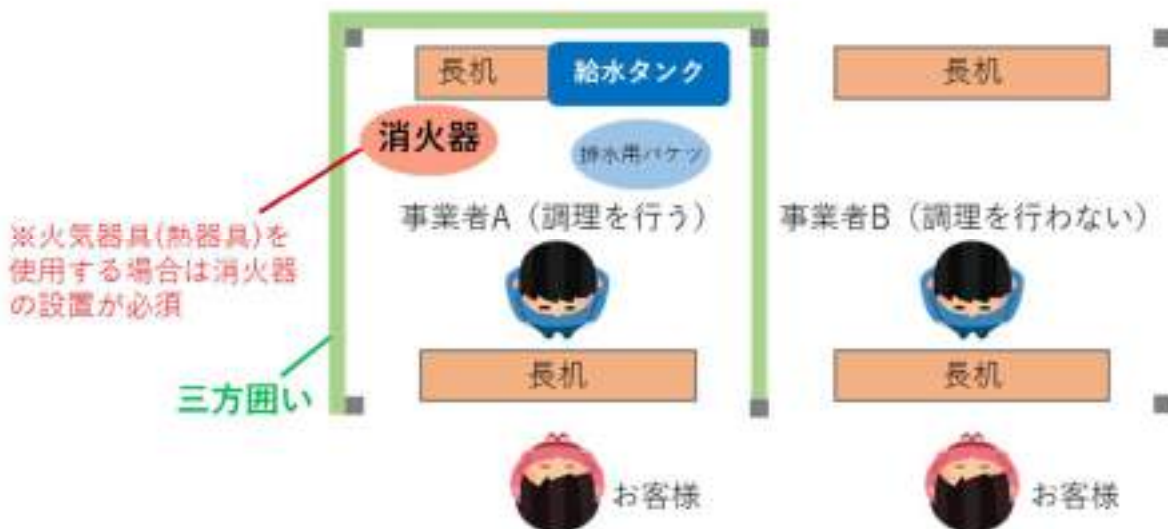 長机
給水タンク
長机
消火器
排水用バケツ
事業者A（調理を行う）
事業者B（調理を行わない）
※火気器具(熱器具)を
使用する場合は消火器
の設置が必須
長机
長机
三方囲い
お客様
お客様